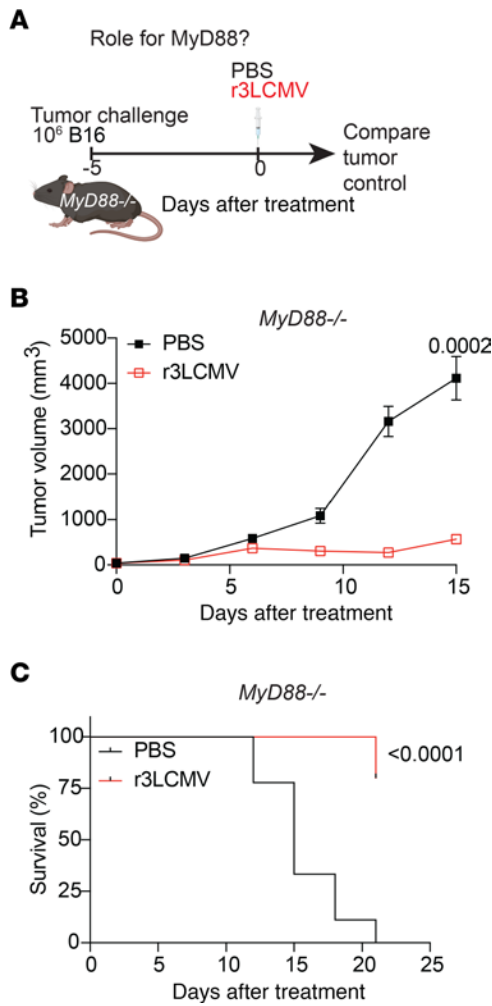 A
Role for MyD88?
PBS
r3LCMV
Tumor challenge
10⁶ B16
-5
0
Compare
tumor
control
MyD88-/-
Days after treatment
B
MyD88-/-
PBS
r3LCMV
0.0002
Tumor volume (mm³)
5000
4000
3000
2000
1000
0
0
5
10
15
Days after treatment
C
MyD88-/-
PBS
r3LCMV
<0.0001
Survival (%)
100
75
50
25
0
0
5
10
15
20
25
Days after treatment